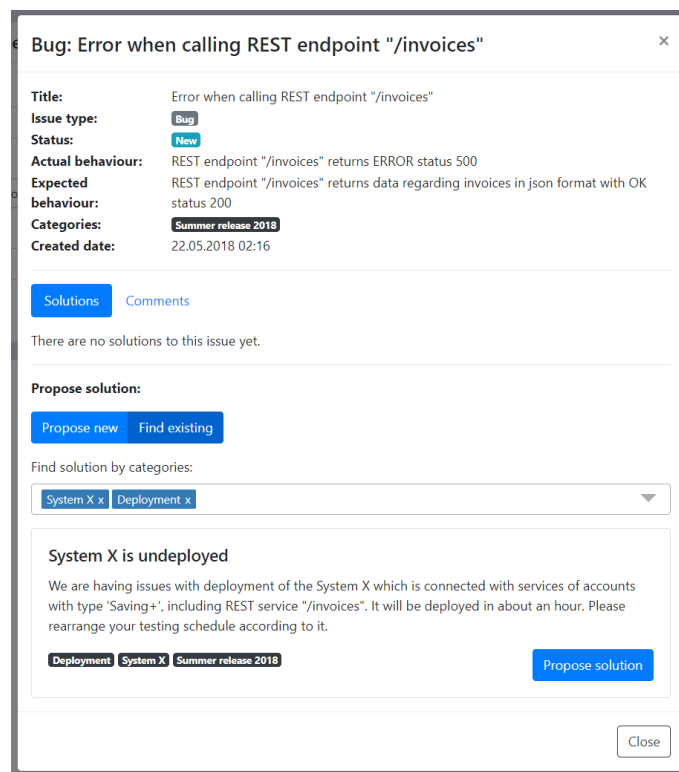 Bug: Error when calling REST endpoint "/invoices"
×
Title: Error when calling REST endpoint "/invoices"
Issue type: Bug
Status: New
Actual behaviour: REST endpoint "/invoices" returns ERROR status 500
Expected REST endpoint "/invoices" returns data regarding invoices in json format with OK
behaviour: status 200
Categories: Summer release 2018
Created date: 22.05.2018 02:16
Solutions Comments
There are no solutions to this issue yet.
Propose solution:
Propose new Find existing
Find solution by categories:
System X x Deployment x
System X is undeployed
We are having issues with deployment of the System X which is connected with services of accounts
with type 'Saving+', including REST service "/invoices". It will be deployed in about an hour. Please
rearrange your testing schedule according to it.
Deployment System X Summer release 2018
Propose solution
Close